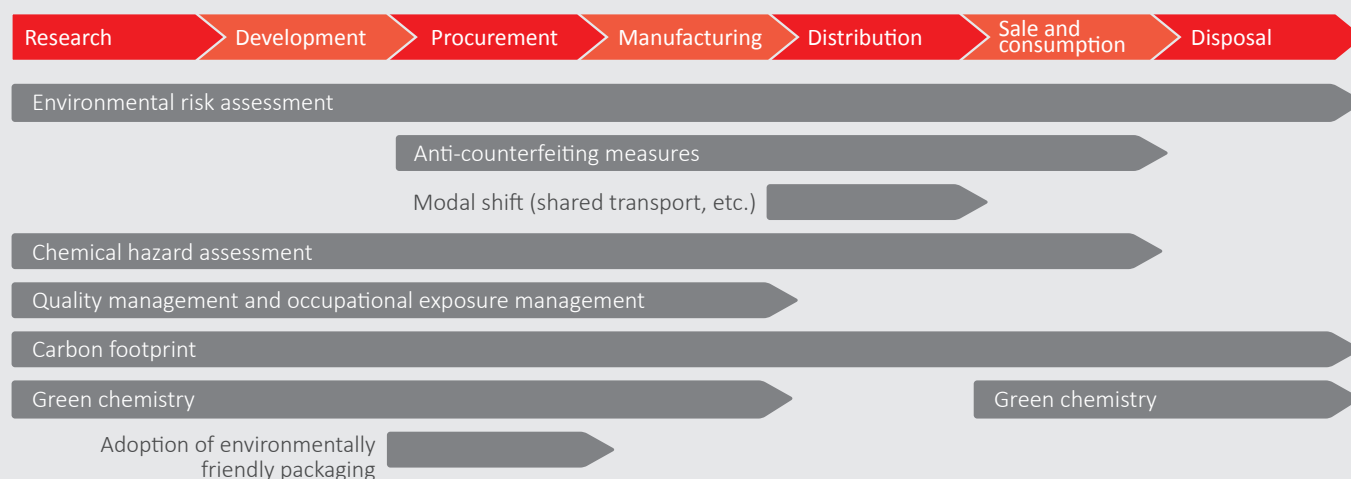 Research
Development
Procurement
Manufacturing
Distribution
Sale and
consumption
Disposal
Environmental risk assessment
Anti-counterfeiting measures
Modal shift (shared transport, etc.)
Chemical hazard assessment
Quality management and occupational exposure management
Carbon footprint
Green chemistry
Green chemistry
Adoption of environmentally
friendly packaging